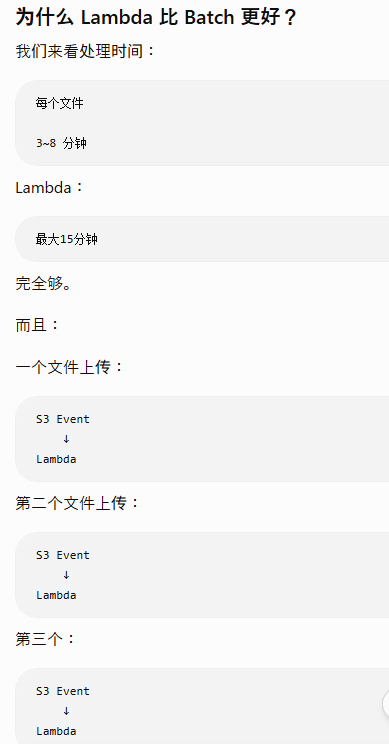 为什么 Lambda 比 Batch 更好？
我们来看处理时间：
每个文件
3~8 分钟
Lambda：
最大15分钟
完全够。
而且：
一个文件上传：
S3 Event
↓
Lambda
第二个文件上传：
S3 Event
↓
Lambda
第三个：
S3 Event
↓
Lambda